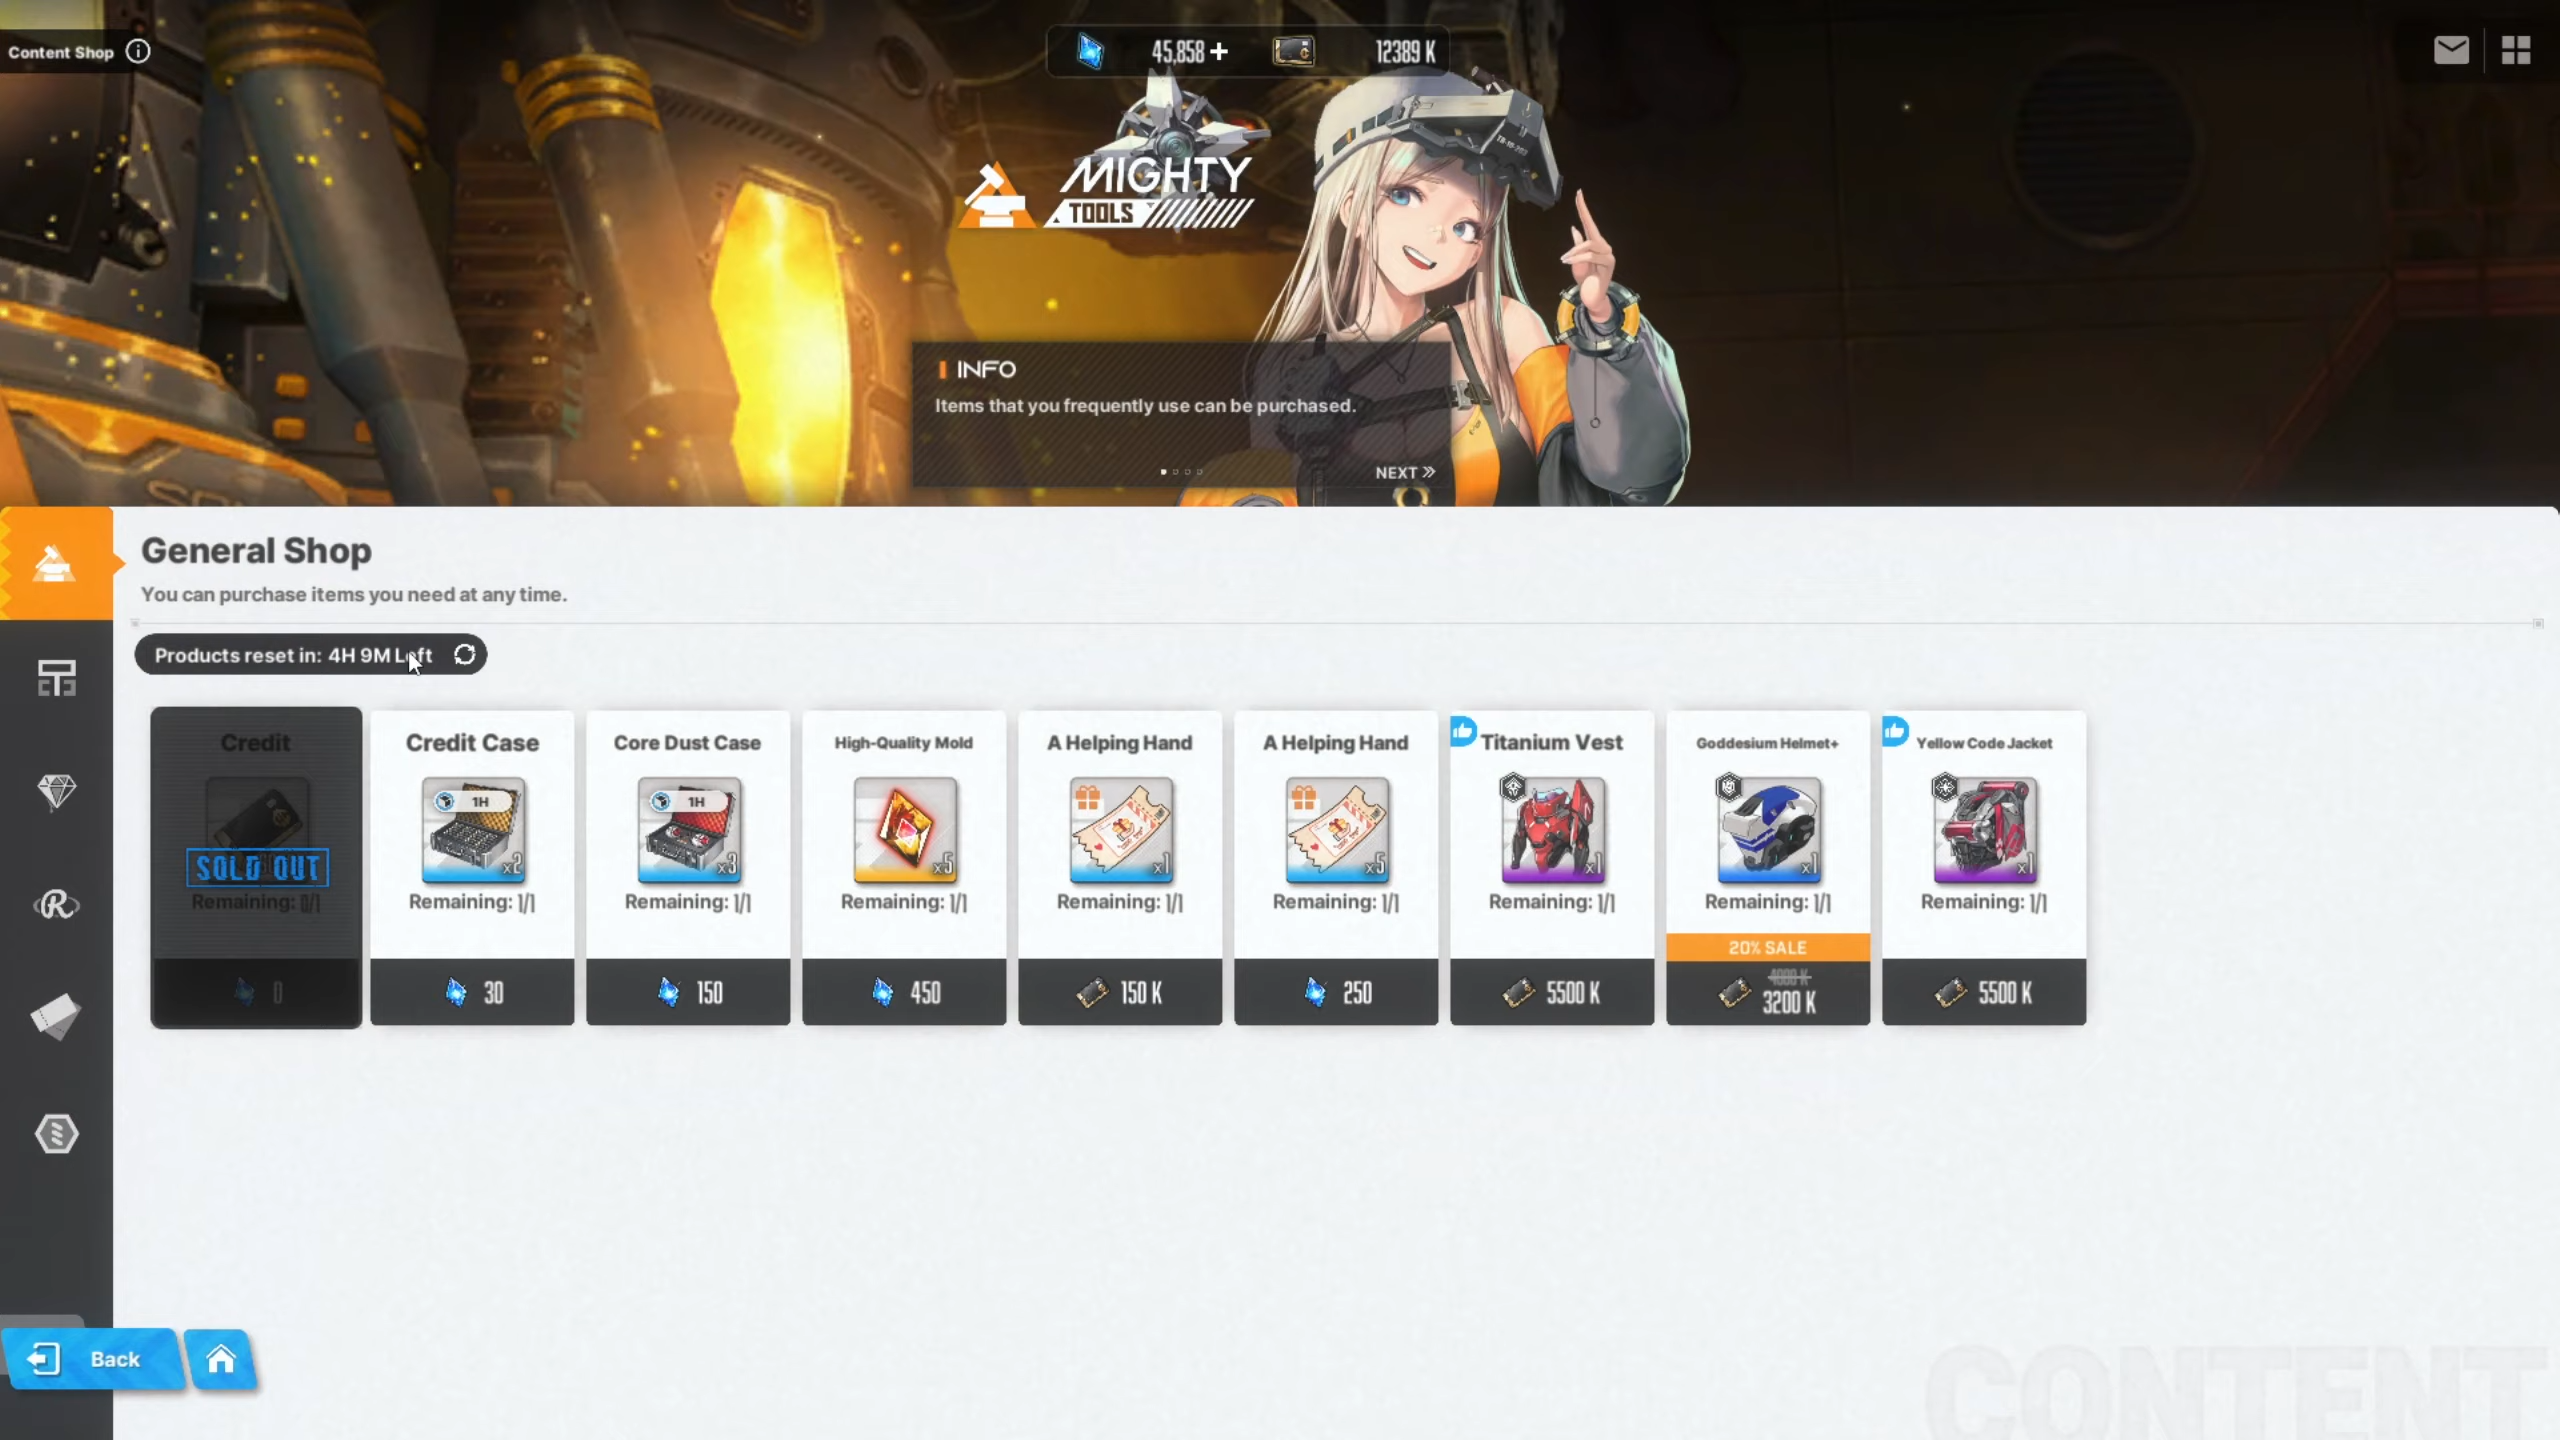 Content Shop
45,858 +
12389 K
MIGHTY
TOOLS
INFO
Items that you frequently use can be purchased.
NEXT
General Shop
You can purchase items you need at any time.
Products reset in: 4H 9M Left
Credit
SOLD OUT
Remaining: 0/1
0
Credit Case
1H
x2
Remaining: 1/1
30
Core Dust Case
1H
x3
Remaining: 1/1
150
High-Quality Mold
x5
Remaining: 1/1
450
A Helping Hand
x1
Remaining: 1/1
150 K
A Helping Hand
x5
Remaining: 1/1
250
Titanium Vest
x1
Remaining: 1/1
5500 K
Goddesium Helmet+
x1
Remaining: 1/1
20% SALE
4000 K
3200 K
Yellow Code Jacket
x1
Remaining: 1/1
5500 K
Back
CONTENT